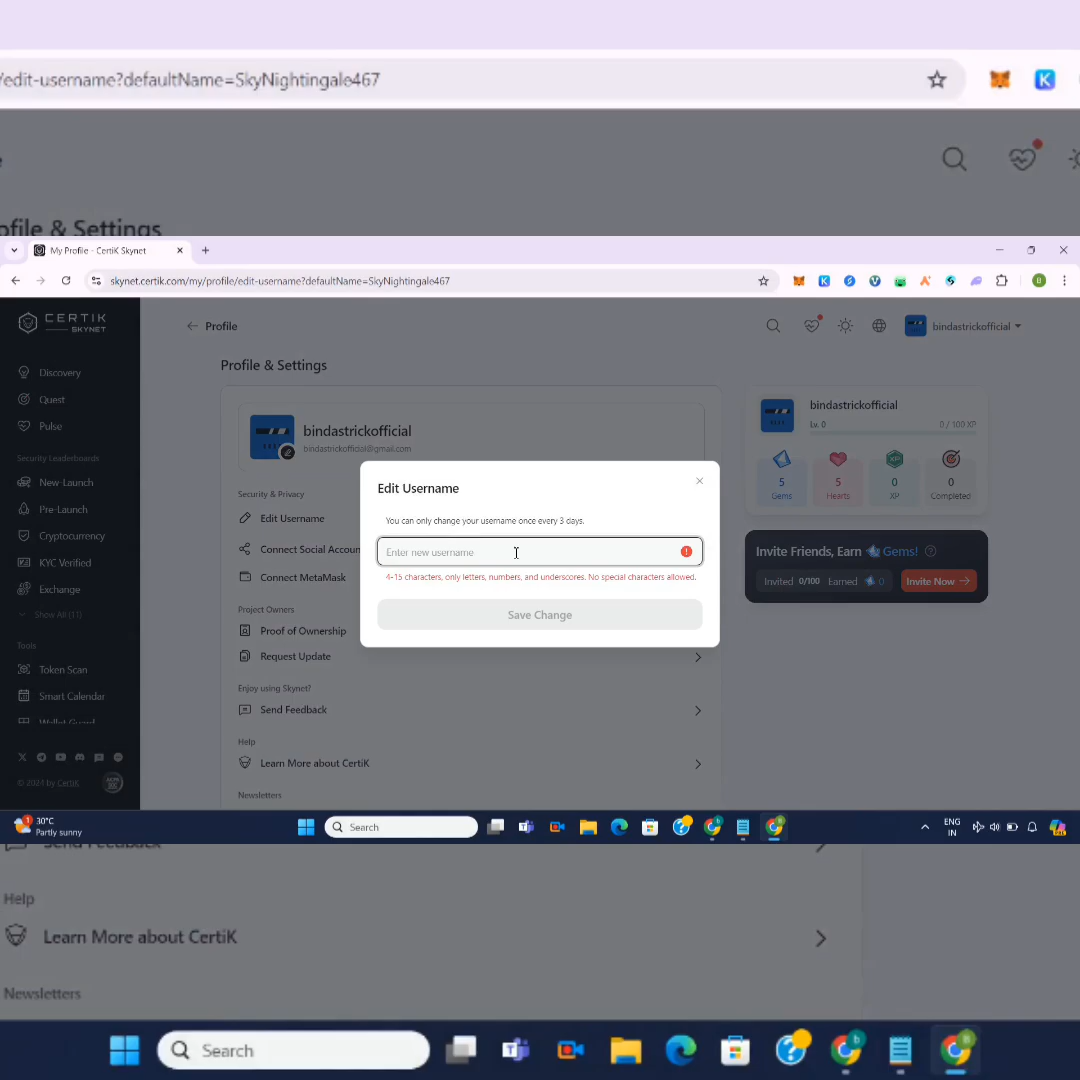 /edit-username?defaultName=SkyNightingale467
K
ofile & Settings
My Profile - CertiK Skynet
skynet.certik.com/my/profile/edit-username?defaultName=SkyNightingale467
K
B
CERTIK
SKYNET
Profile
bindastrickofficial
Discovery
Quest
Pulse
Security Leaderboards
New-Launch
Pre-Launch
Cryptocurrency
KYC Verified
Exchange
Show All (11)
Tools
Token Scan
Smart Calendar
Wallet Guard
© 2024 by CertiK
Profile & Settings
bindastrickofficial
bindastrickofficial@gmail.com
Security & Privacy
Edit Username
Connect Social Accoun
Connect MetaMask
Project Owners
Proof of Ownership
Request Update
Enjoy using Skynet?
Send Feedback
Help
Learn More about CertiK
Newsletters
Edit Username
You can only change your username once every 3 days.
Enter new username
4-15 characters, only letters, numbers, and underscores. No special characters allowed.
Save Change
bindastrickofficial
Lv. 0
0 / 100 XP
5
Gems
5
Hearts
XP
0
XP
0
Completed
Invite Friends, Earn Gems!
Invited 0/100 Earned 0
Invite Now
1
30°C
Partly sunny
Search
ENG
IN
Send Feedback
Help
Learn More about CertiK
Newsletters
Search